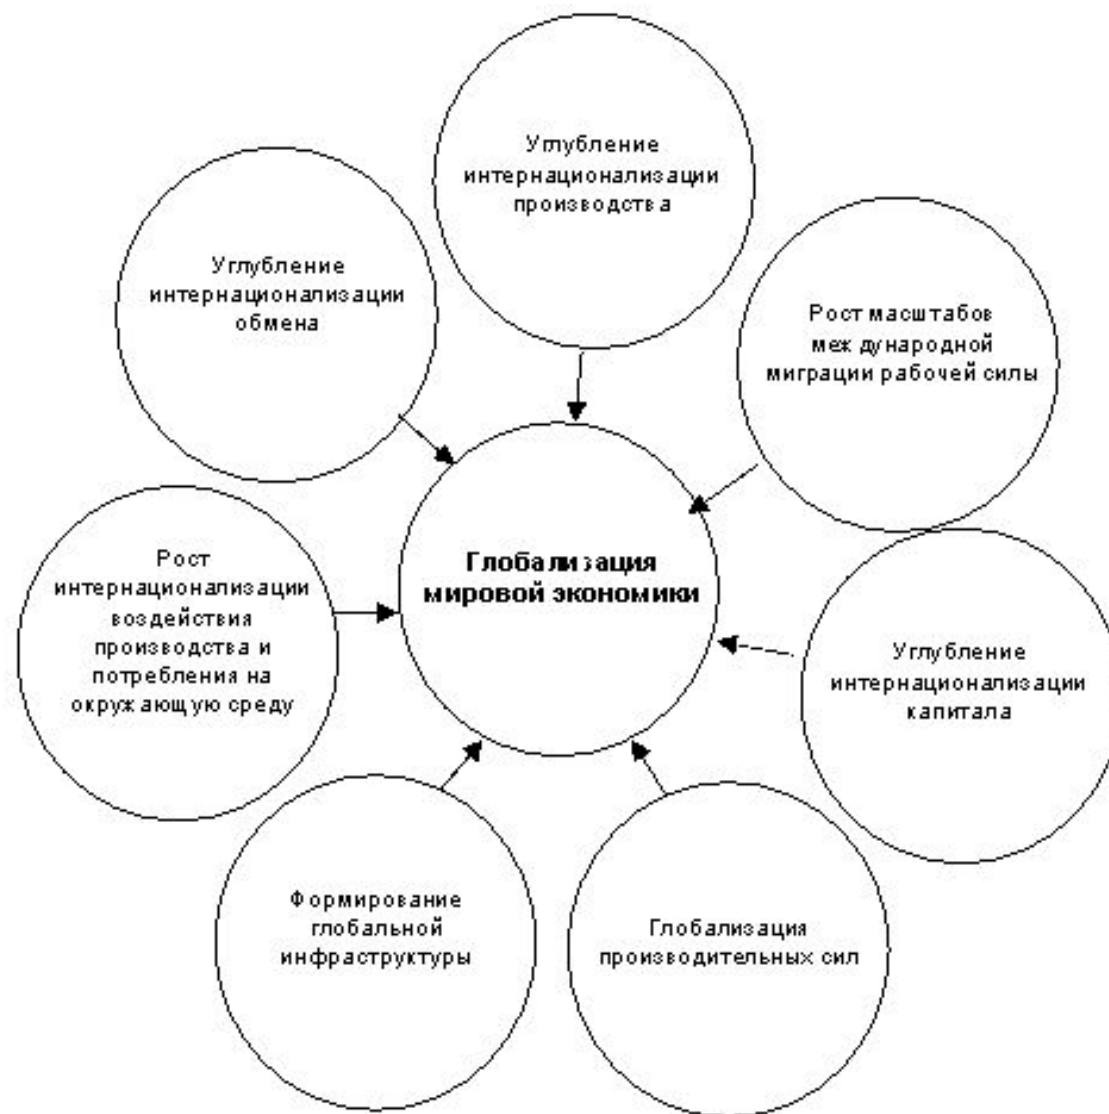 Углубление
интернационализации
производства
Углубление
интернационализации
обмена
Рост масштабов
международной
миграции рабочей силы
Глобализация
мировой экономики
Рост
интернационализации
воздействия
производства и
потребления на
окружающую среду
Углубление
интернационализации
капитала
Формирование
глобальной
инфраструктуры
Глобализация
производительных сил